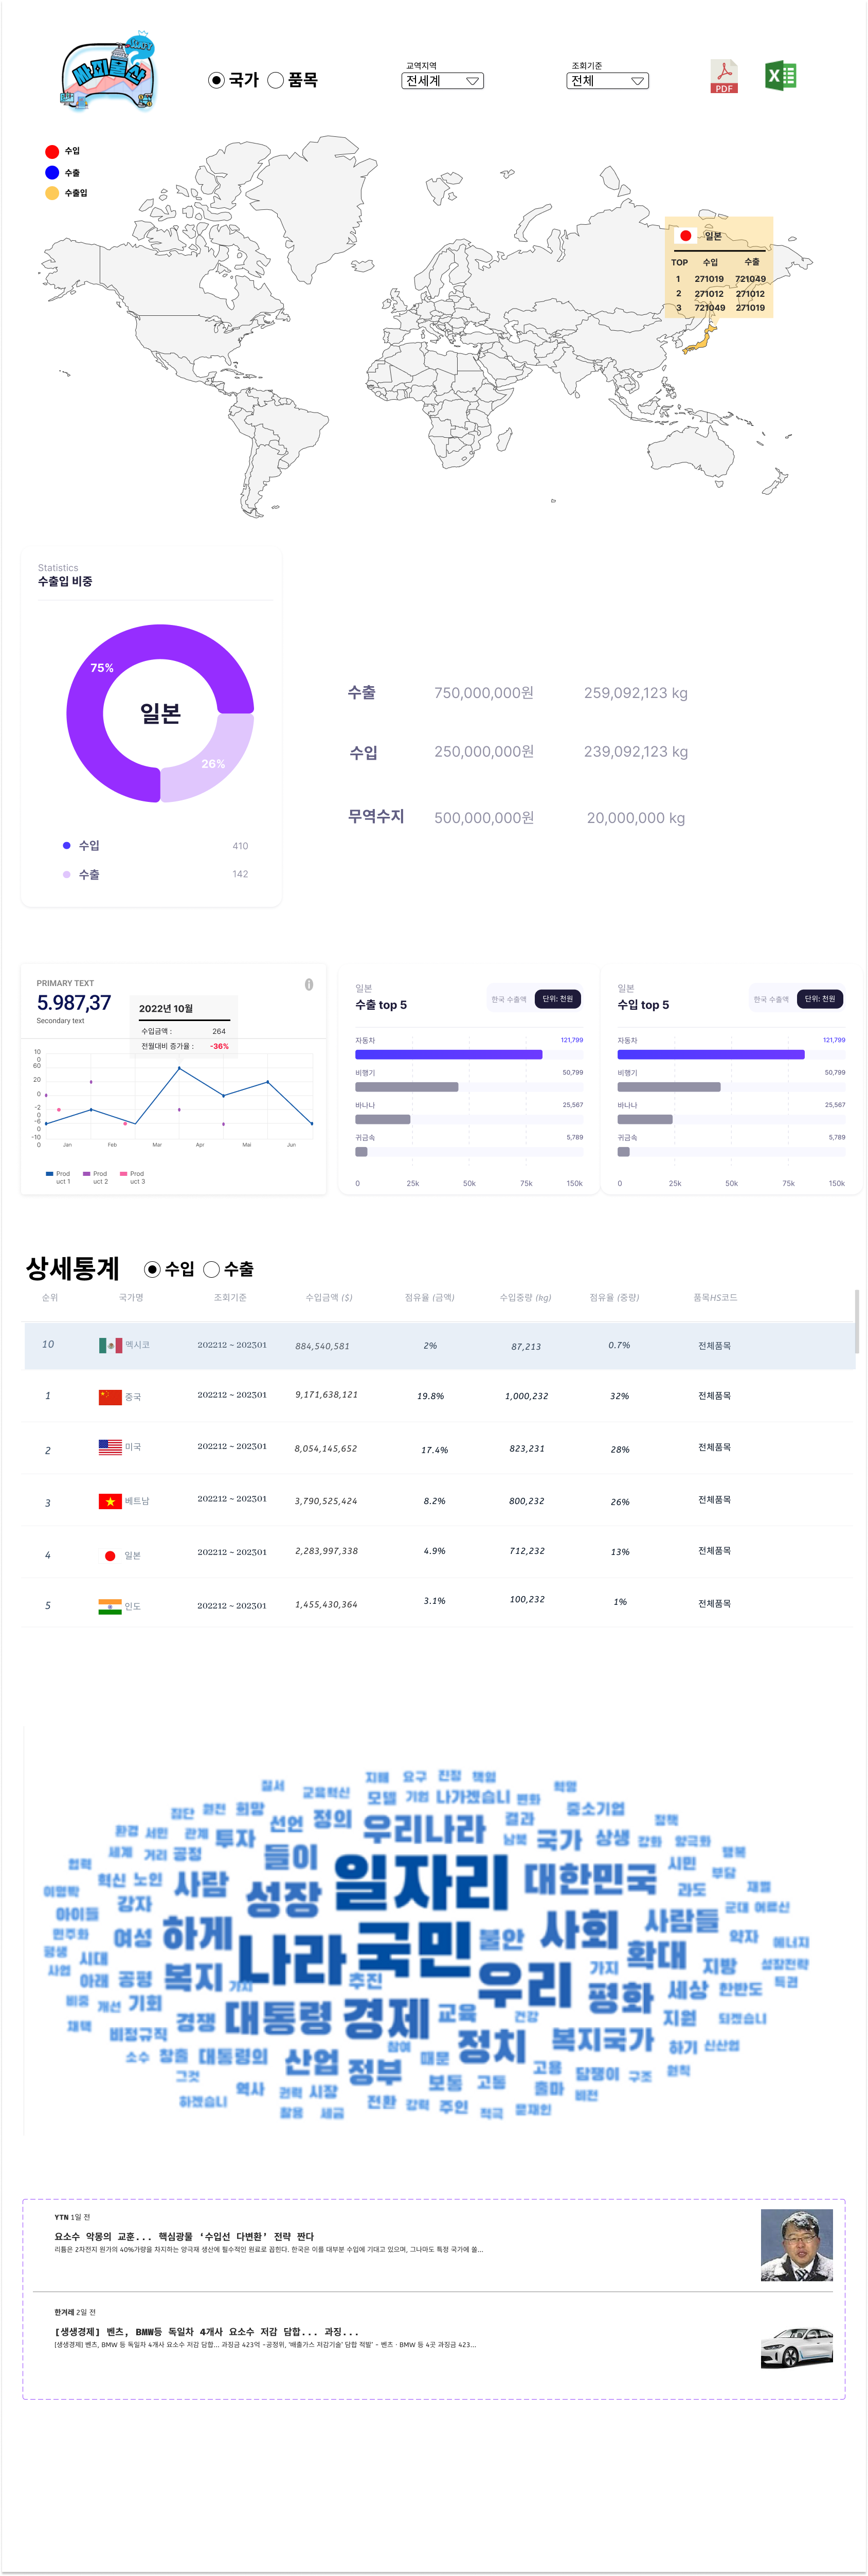 싸피물산
국가 품목
교역지역
전세계
조회기준
전체
PDF
X
수입
수출
수출입
일본
TOP 수입 수출
1 271019 721049
2 271012 271012
3 721049 271019
Statistics
수출입 비중
75%
일본
26%
수입 410
수출 142
수출 750,000,000원 259,092,123 kg
수입 250,000,000원 239,092,123 kg
무역수지 500,000,000원 20,000,000 kg
PRIMARY TEXT
5.987,37
Secondary text
2022년 10월
수입금액 : 264
전월대비 증가율 : -36%
10
0
60
20
0
-2
0
-6
0
-10
0
Jan Feb Mar Apr Mai Jun
Prod
uct 1
Prod
uct 2
Prod
uct 3
일본
수출 top 5
한국 수출액 단위: 천원
자동차 121,799
비행기 50,799
바나나 25,567
귀금속 5,789
0 25k 50k 75k 150k
일본
수입 top 5
한국 수출액 단위: 천원
자동차 121,799
비행기 50,799
바나나 25,567
귀금속 5,789
0 25k 50k 75k 150k
상세통계 수입 수출
순위 국가명 조회기준 수입금액 ($) 점유율 (금액) 수입중량 (kg) 점유율 (중량) 품목HS코드
10 멕시코 202212 ~ 202301 884,540,581 2% 87,213 0.7% 전체품목
1 중국 202212 ~ 202301 9,171,638,121 19.8% 1,000,232 32% 전체품목
2 미국 202212 ~ 202301 8,054,145,652 17.4% 823,231 28% 전체품목
3 베트남 202212 ~ 202301 3,790,525,424 8.2% 800,232 26% 전체품목
4 일본 202212 ~ 202301 2,283,997,338 4.9% 712,232 13% 전체품목
5 인도 202212 ~ 202301 1,455,430,364 3.1% 100,232 1% 전체품목
질서 교육혁신 지혜 요구 진정 책임 혁명
집단 원전 희망 선언 정의 모델 기업 나가겠습니 변화 결과 중소기업 정책
환경 서민 관계 투자 우리나라 남북 국가 상생 강화 양극화 행복
세계 거리 공정 들이 일자리 대한민국 시민 부담
협력 혁신 노인 사람 성장 과도 재벌
이명박 강자 사회 사람들 군대 어르신
아이들 여성 하게 나라 국민 불안 확대 약자 에너지
민주화 평생 시대 가치 지방 성장전략
사업 아래 공평 복지 가치 추진 우리 평화 세상 한반도 특권
비중 개선 기회 경쟁 대통령 경제 교육 건강 지원 되겠습니
재벌 비정규직 참여 정치 복지국가 하기 신산업
소수 창출 대통령의 산업 정부 때문 고용 담쟁이 구조 원칙
그것 역사 권력 시장 보통 고등 출마 비전
하겠습니 활용 세금 전환 강력 주인 적극 문재인
YTN 1일 전
요소수 악몽의 교훈... 핵심광물 ‘수입선 다변환’ 전략 짠다
리튬은 2차전지 원가의 40%가량을 차지하는 양극재 생산에 필수적인 원료로 꼽힌다. 한국은 이를 대부분 수입에 기대고 있으며, 그나마도 특정 국가에 쏠...
한겨레 2일 전
[생생경제] 벤츠, BMW등 독일차 4개사 요소수 저감 담합... 과징...
[생생경제] 벤츠, BMW 등 독일차 4개사 요소수 저감 담합... 과징금 423억 -공정위, '배출가스 저감기술' 담합 적발' - 벤츠ㆍBMW 등 4곳 과징금 423...